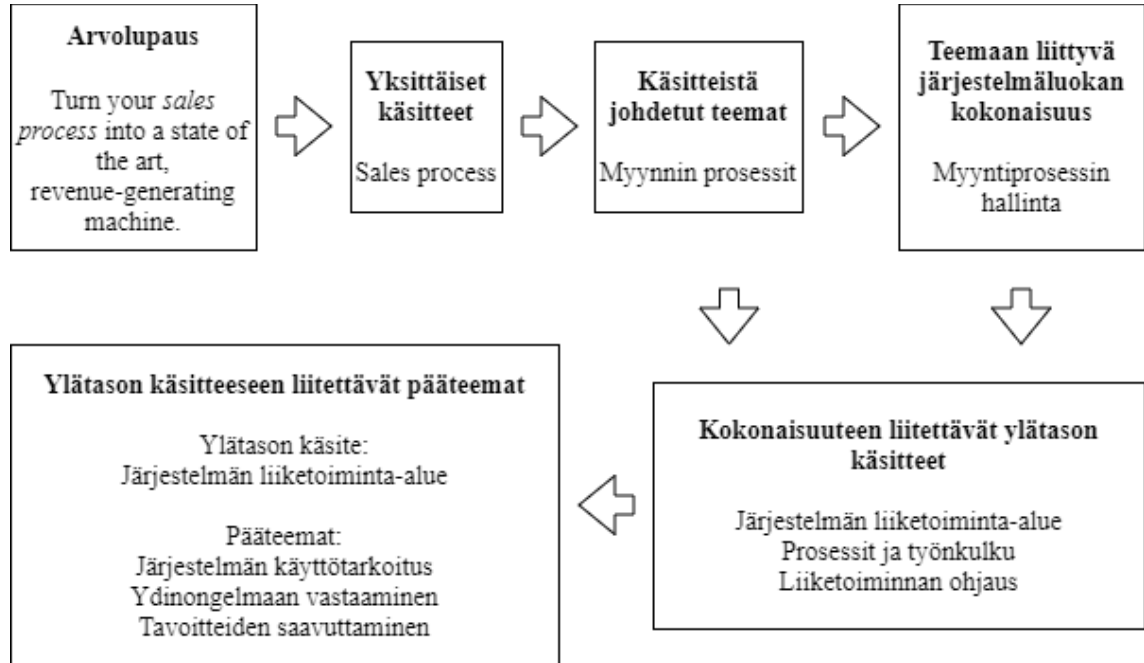 Arvolupaus
Turn your sales
process into a state of
the art,
revenue-generating
machine.
Yksittäiset
käsitteet
Sales process
Käsitteistä
johdetut teemat
Myynnin prosessit
Teemaan liittyvä
järjestelmäluokan
kokonaisuus
Myyntiprosessin
hallinta
Kokonaisuuteen liitettävät ylätason
käsitteet
Järjestelmän liiketoiminta-alue
Prosessit ja työnkulku
Liiketoiminnan ohjaus
Ylätason käsitteeseen liitettävät pääteemat
Ylätason käsite:
Järjestelmän liiketoiminta-alue
Pääteemat:
Järjestelmän käyttötarkoitus
Ydinongelmaan vastaaminen
Tavoitteiden saavuttaminen